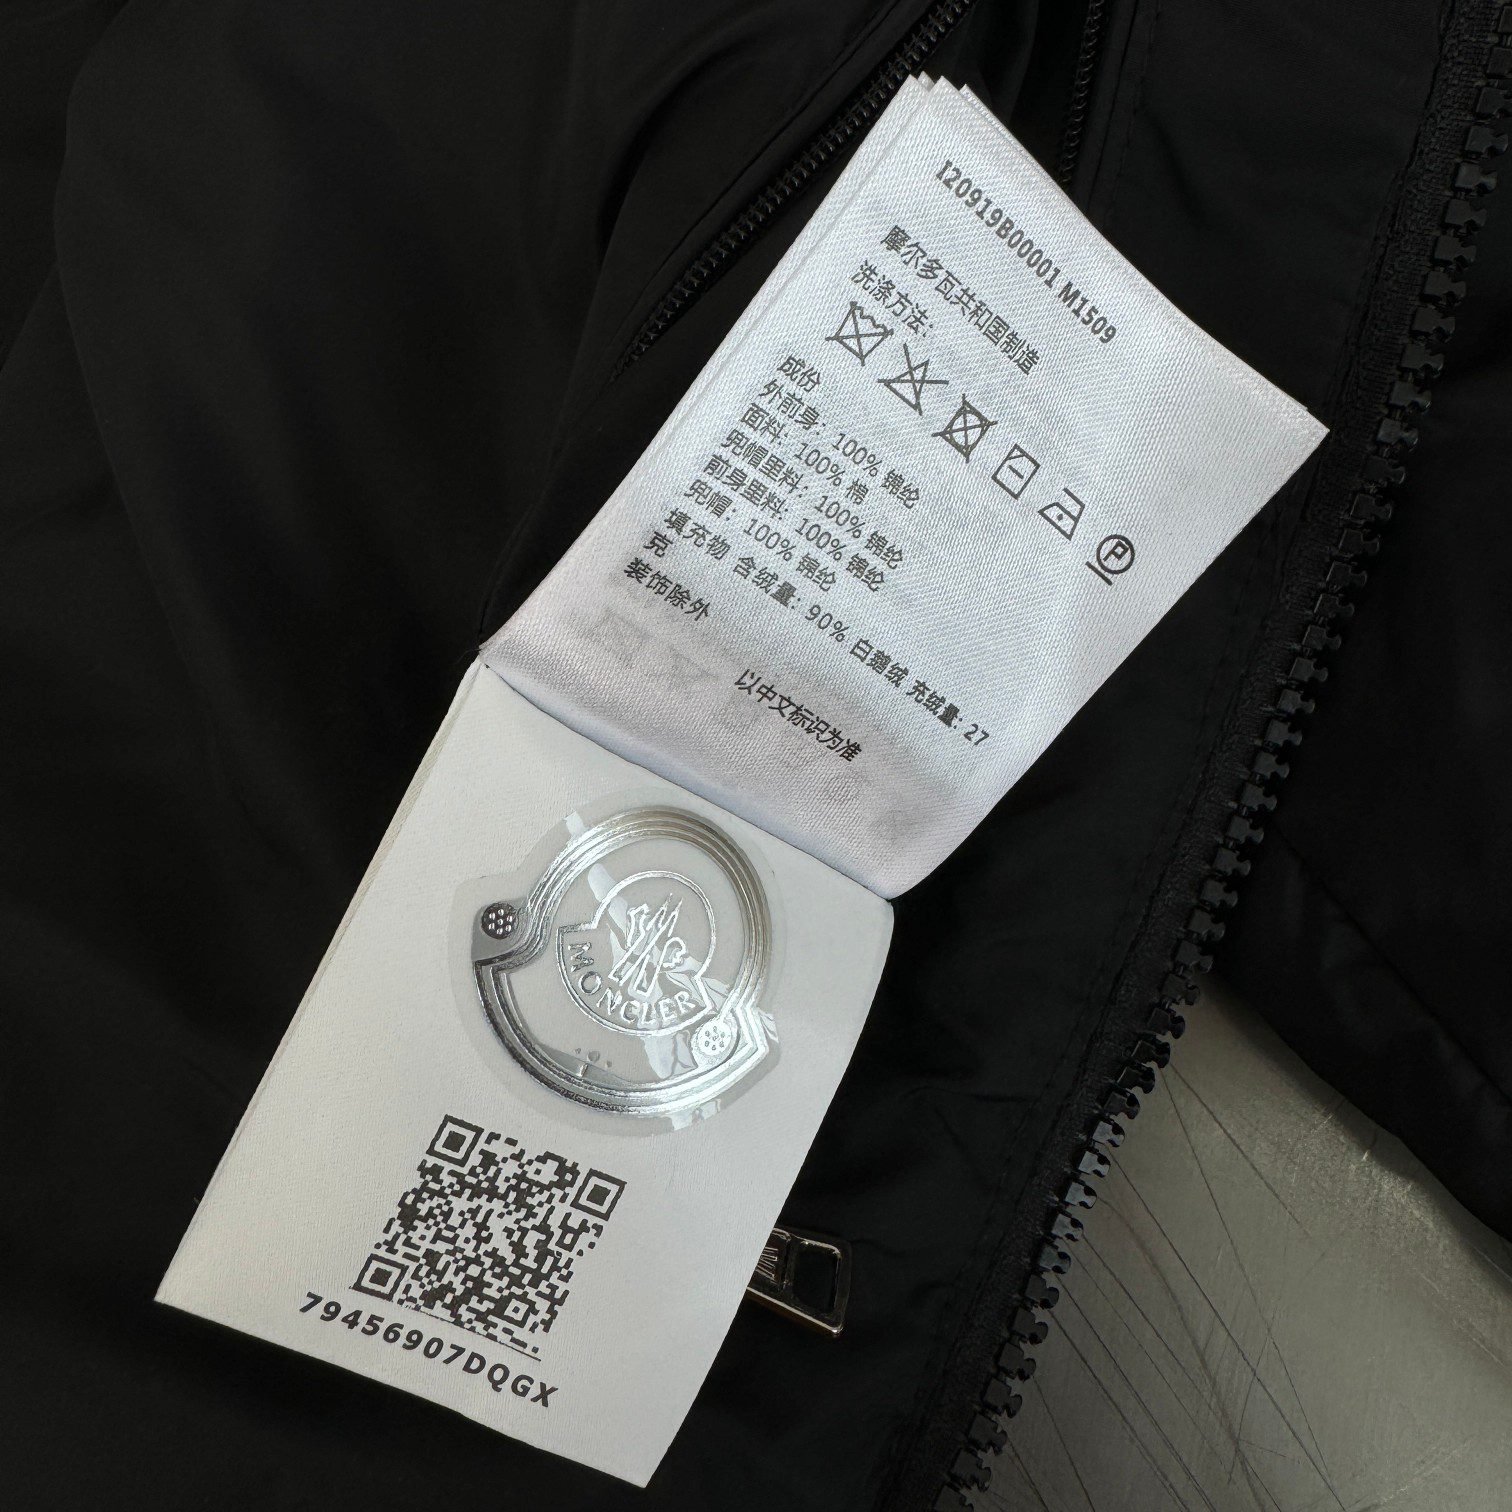 I20919B00001 M1509
摩尔多瓦共和国制造
洗涤方法：
P
成份
外前身：100% 锦纶
面料：100% 棉
兜帽里料：100% 锦纶
前身里料：100% 锦纶
兜帽：100% 锦纶
填充物 含绒量：90% 白鹅绒 充绒量：27
克
装饰除外
以中文标识为准
MONCLER
79456907DQGX